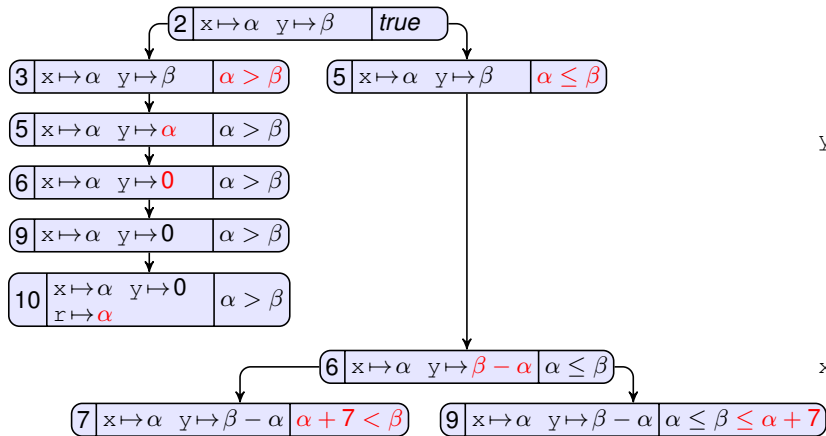 2 x↦α y↦β true
3 x↦α y↦β α > β
5 x↦α y↦β α ≤ β
5 x↦α y↦α α > β
y
6 x↦α y↦0 α > β
9 x↦α y↦0 α > β
10 x↦α y↦0 α > β
r↦α
6 x↦α y↦β − α α ≤ β
x
7 x↦α y↦β − α α + 7 < β
9 x↦α y↦β − α α ≤ β ≤ α + 7